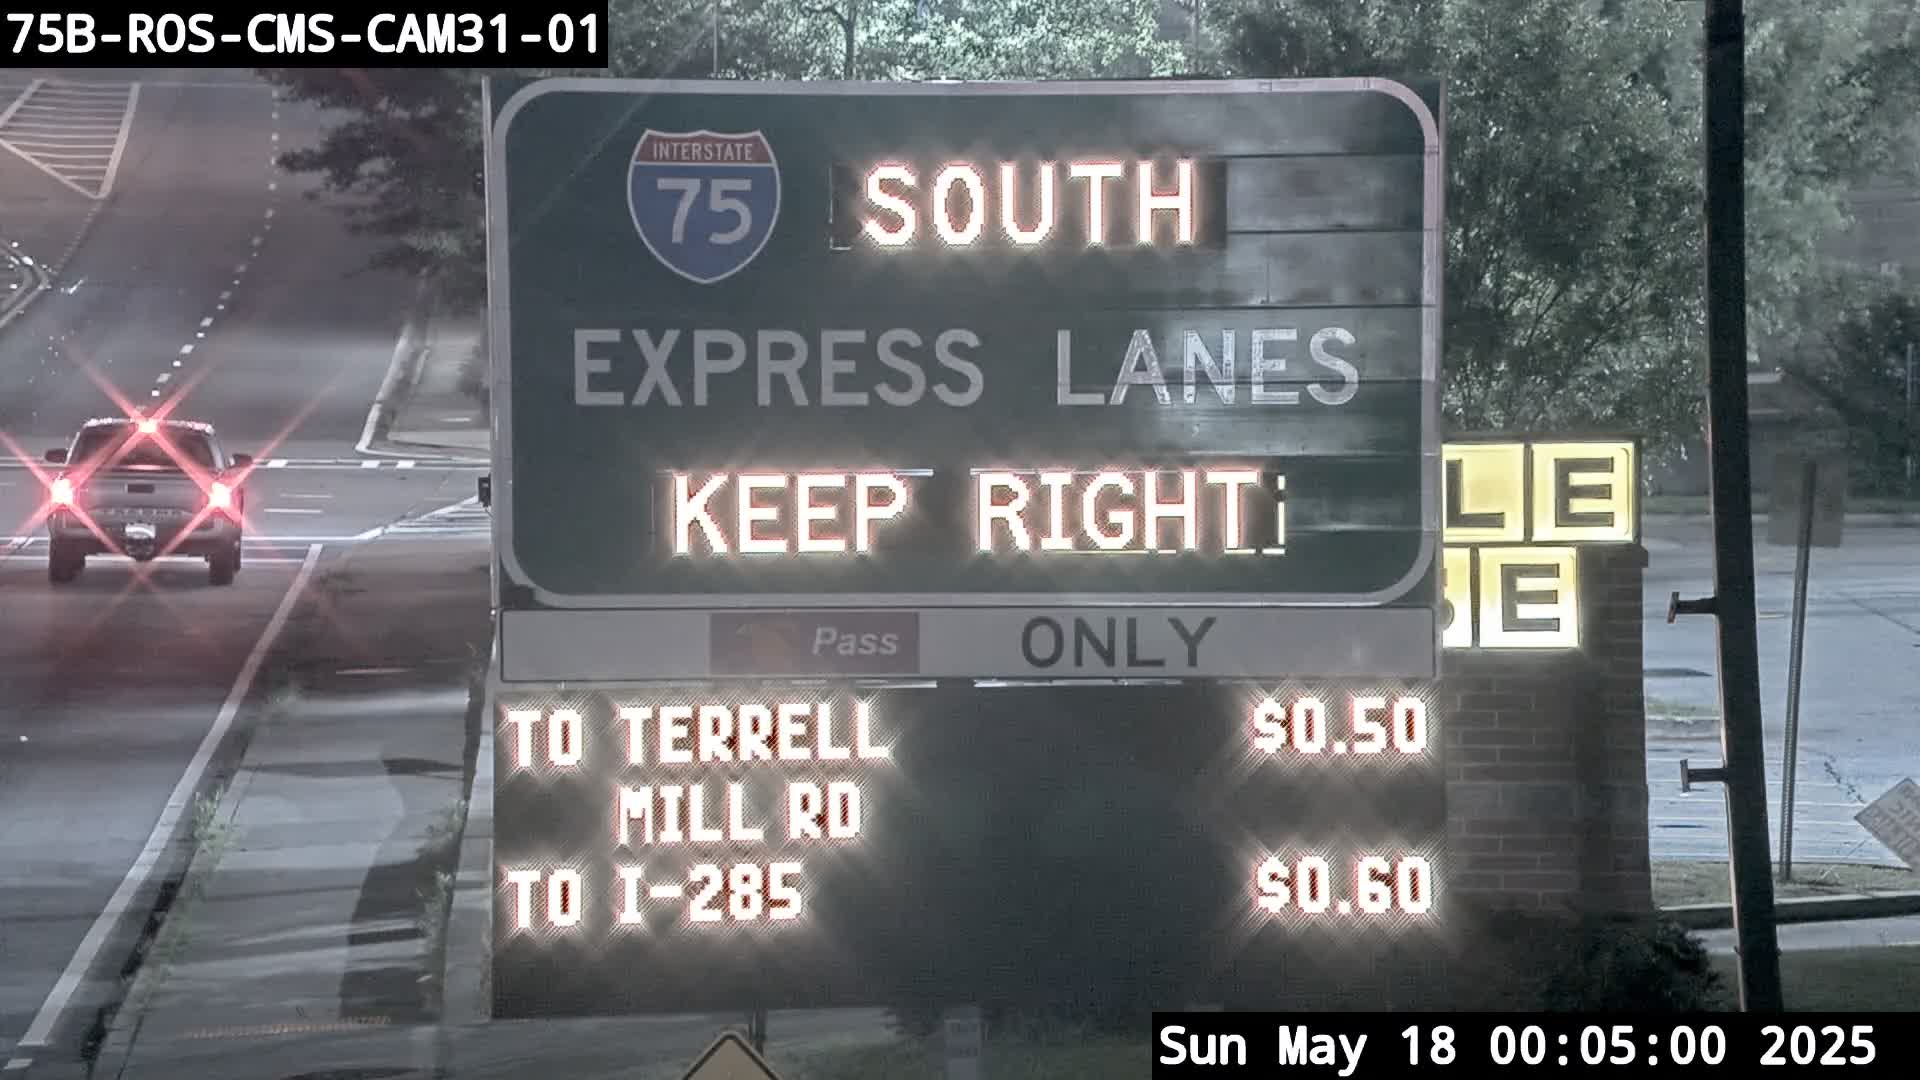 75B-ROS-CMS-CAM31-01
INTERSTATE
75
SOUTH
EXPRESS LANES
KEEP RIGHT
LE
E
Pass ONLY
TO TERRELL $0.50
MILL RD
TO I-285 $0.60
Sun May 18 00:05:00 2025